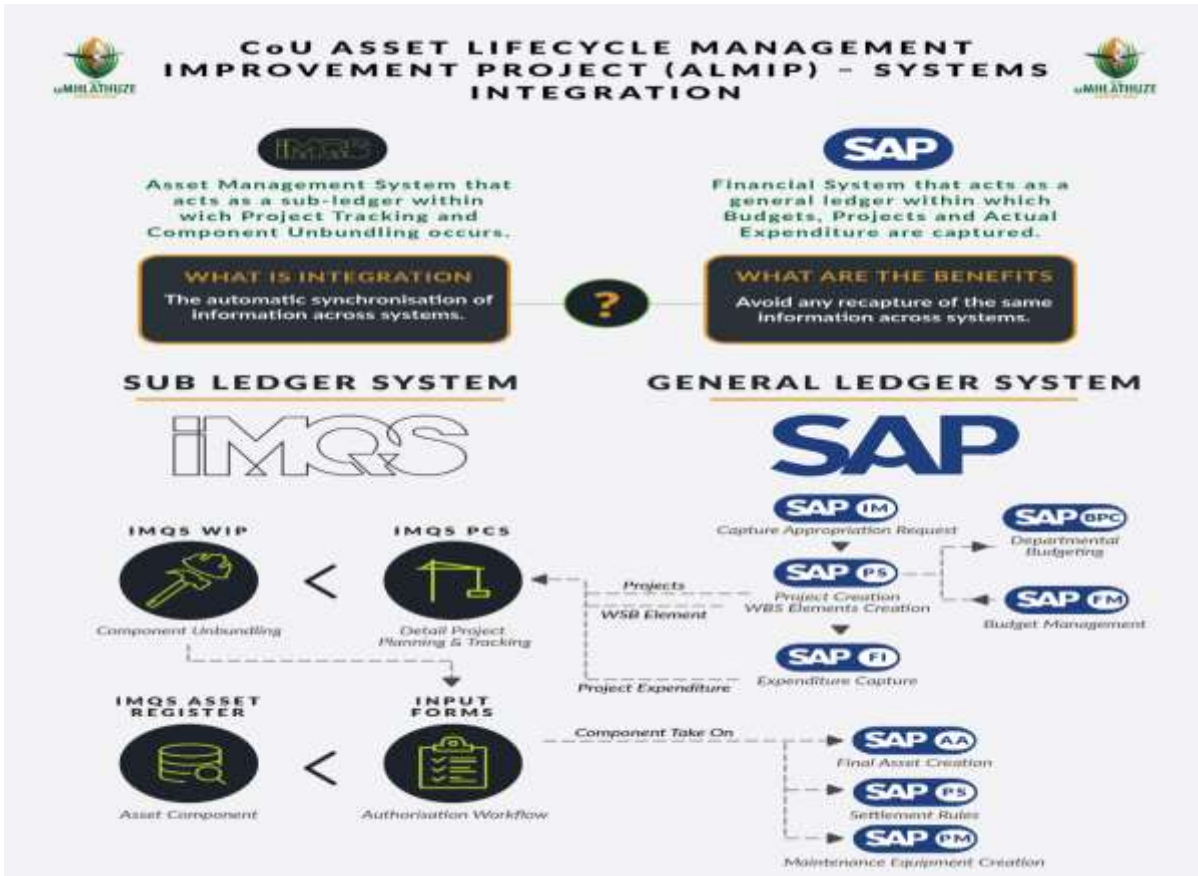 CoU ASSET LIFECYCLE MANAGEMENT
IMPROVEMENT PROJECT (ALMIP) – SYSTEMS
INTEGRATION
uMHLATHUZE
uMHLATHUZE
iMQS
Asset Management System that
acts as a sub-ledger within
wich Project Tracking and
Component Unbundling occurs.
SAP
Financial System that acts as a
general ledger within which
Budgets, Projects and Actual
Expenditure are captured.
WHAT IS INTEGRATION
The automatic synchronisation of
information across systems.
?
WHAT ARE THE BENEFITS
Avoid any recapture of the same
information across systems.
SUB LEDGER SYSTEM
iMQS
GENERAL LEDGER SYSTEM
SAP
IMQS WIP
Component Unbundling
<
IMQS PCS
Detail Project
Planning & Tracking
Projects
WSB Element
Project Expenditure
SAP IM
Capture Appropriation Request
SAP PS
Project Creation
WBS Elements Creation
SAP FI
Expenditure Capture
SAP BPC
Departmental
Budgeting
SAP FM
Budget Management
IMQS ASSET
REGISTER
Asset Component
<
INPUT
FORMS
Authorisation Workflow
Component Take On
SAP AA
Final Asset Creation
SAP PS
Settlement Rules
SAP PM
Maintenance Equipment Creation